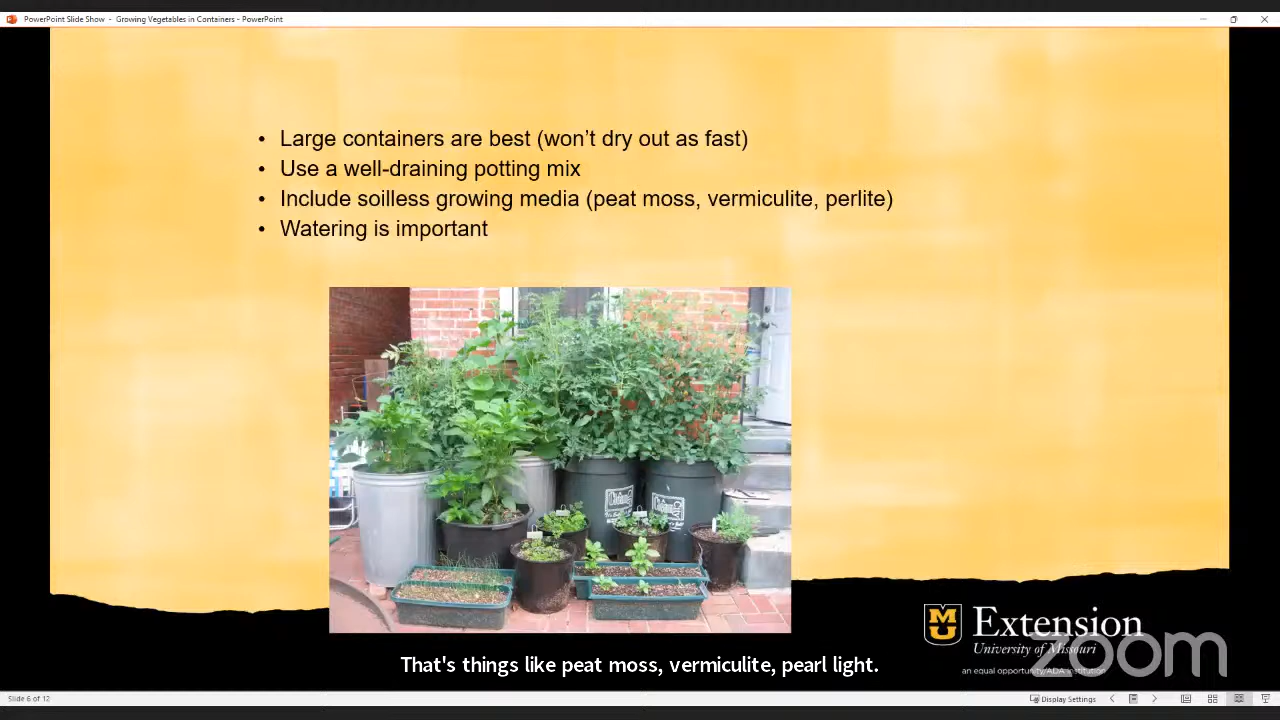 PowerPoint Slide Show - Growing Vegetables in Containers - PowerPoint
• Large containers are best (won't dry out as fast)
• Use a well-draining potting mix
• Include soilless growing media (peat moss, vermiculite, perlite)
• Watering is important
MU Extension
University of Missouri
an equal opportunity/ADA institution
zoom
That's things like peat moss, vermiculite, pearl light.
Slide 6 of 12
Display Settings